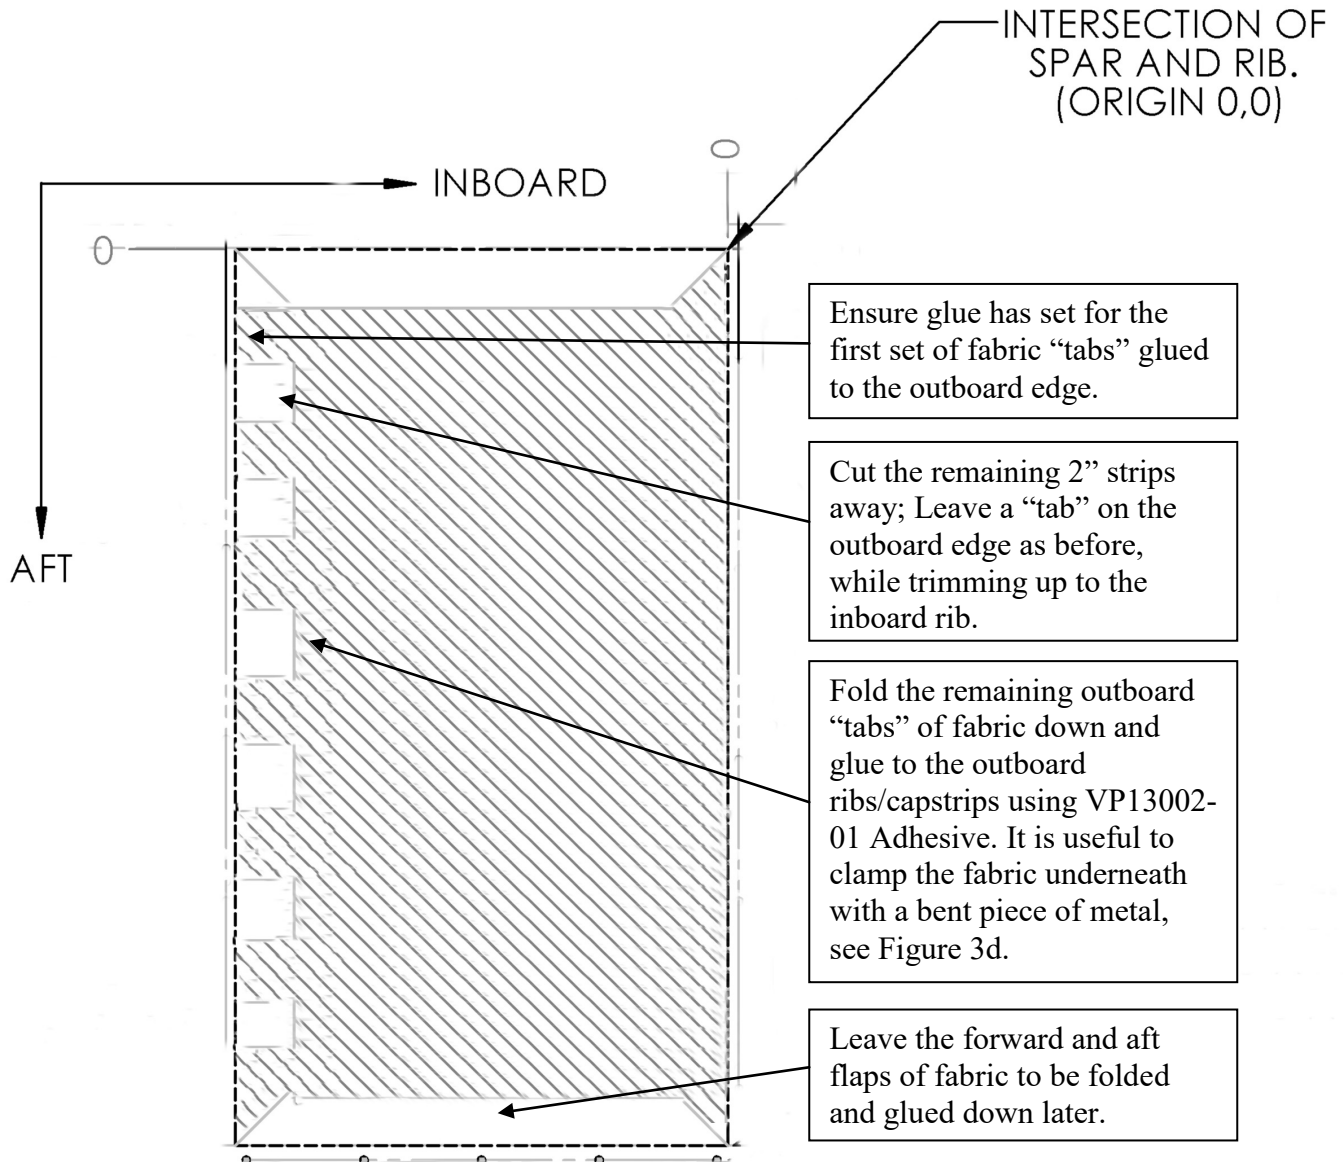 INTERSECTION OF
SPAR AND RIB.
(ORIGIN 0,0)
0
INBOARD
0
AFT
Ensure glue has set for the
first set of fabric “tabs” glued
to the outboard edge.
Cut the remaining 2” strips
away; Leave a “tab” on the
outboard edge as before,
while trimming up to the
inboard rib.
Fold the remaining outboard
“tabs” of fabric down and
glue to the outboard
ribs/capstrips using VP13002-
01 Adhesive. It is useful to
clamp the fabric underneath
with a bent piece of metal,
see Figure 3d.
Leave the forward and aft
flaps of fabric to be folded
and glued down later.